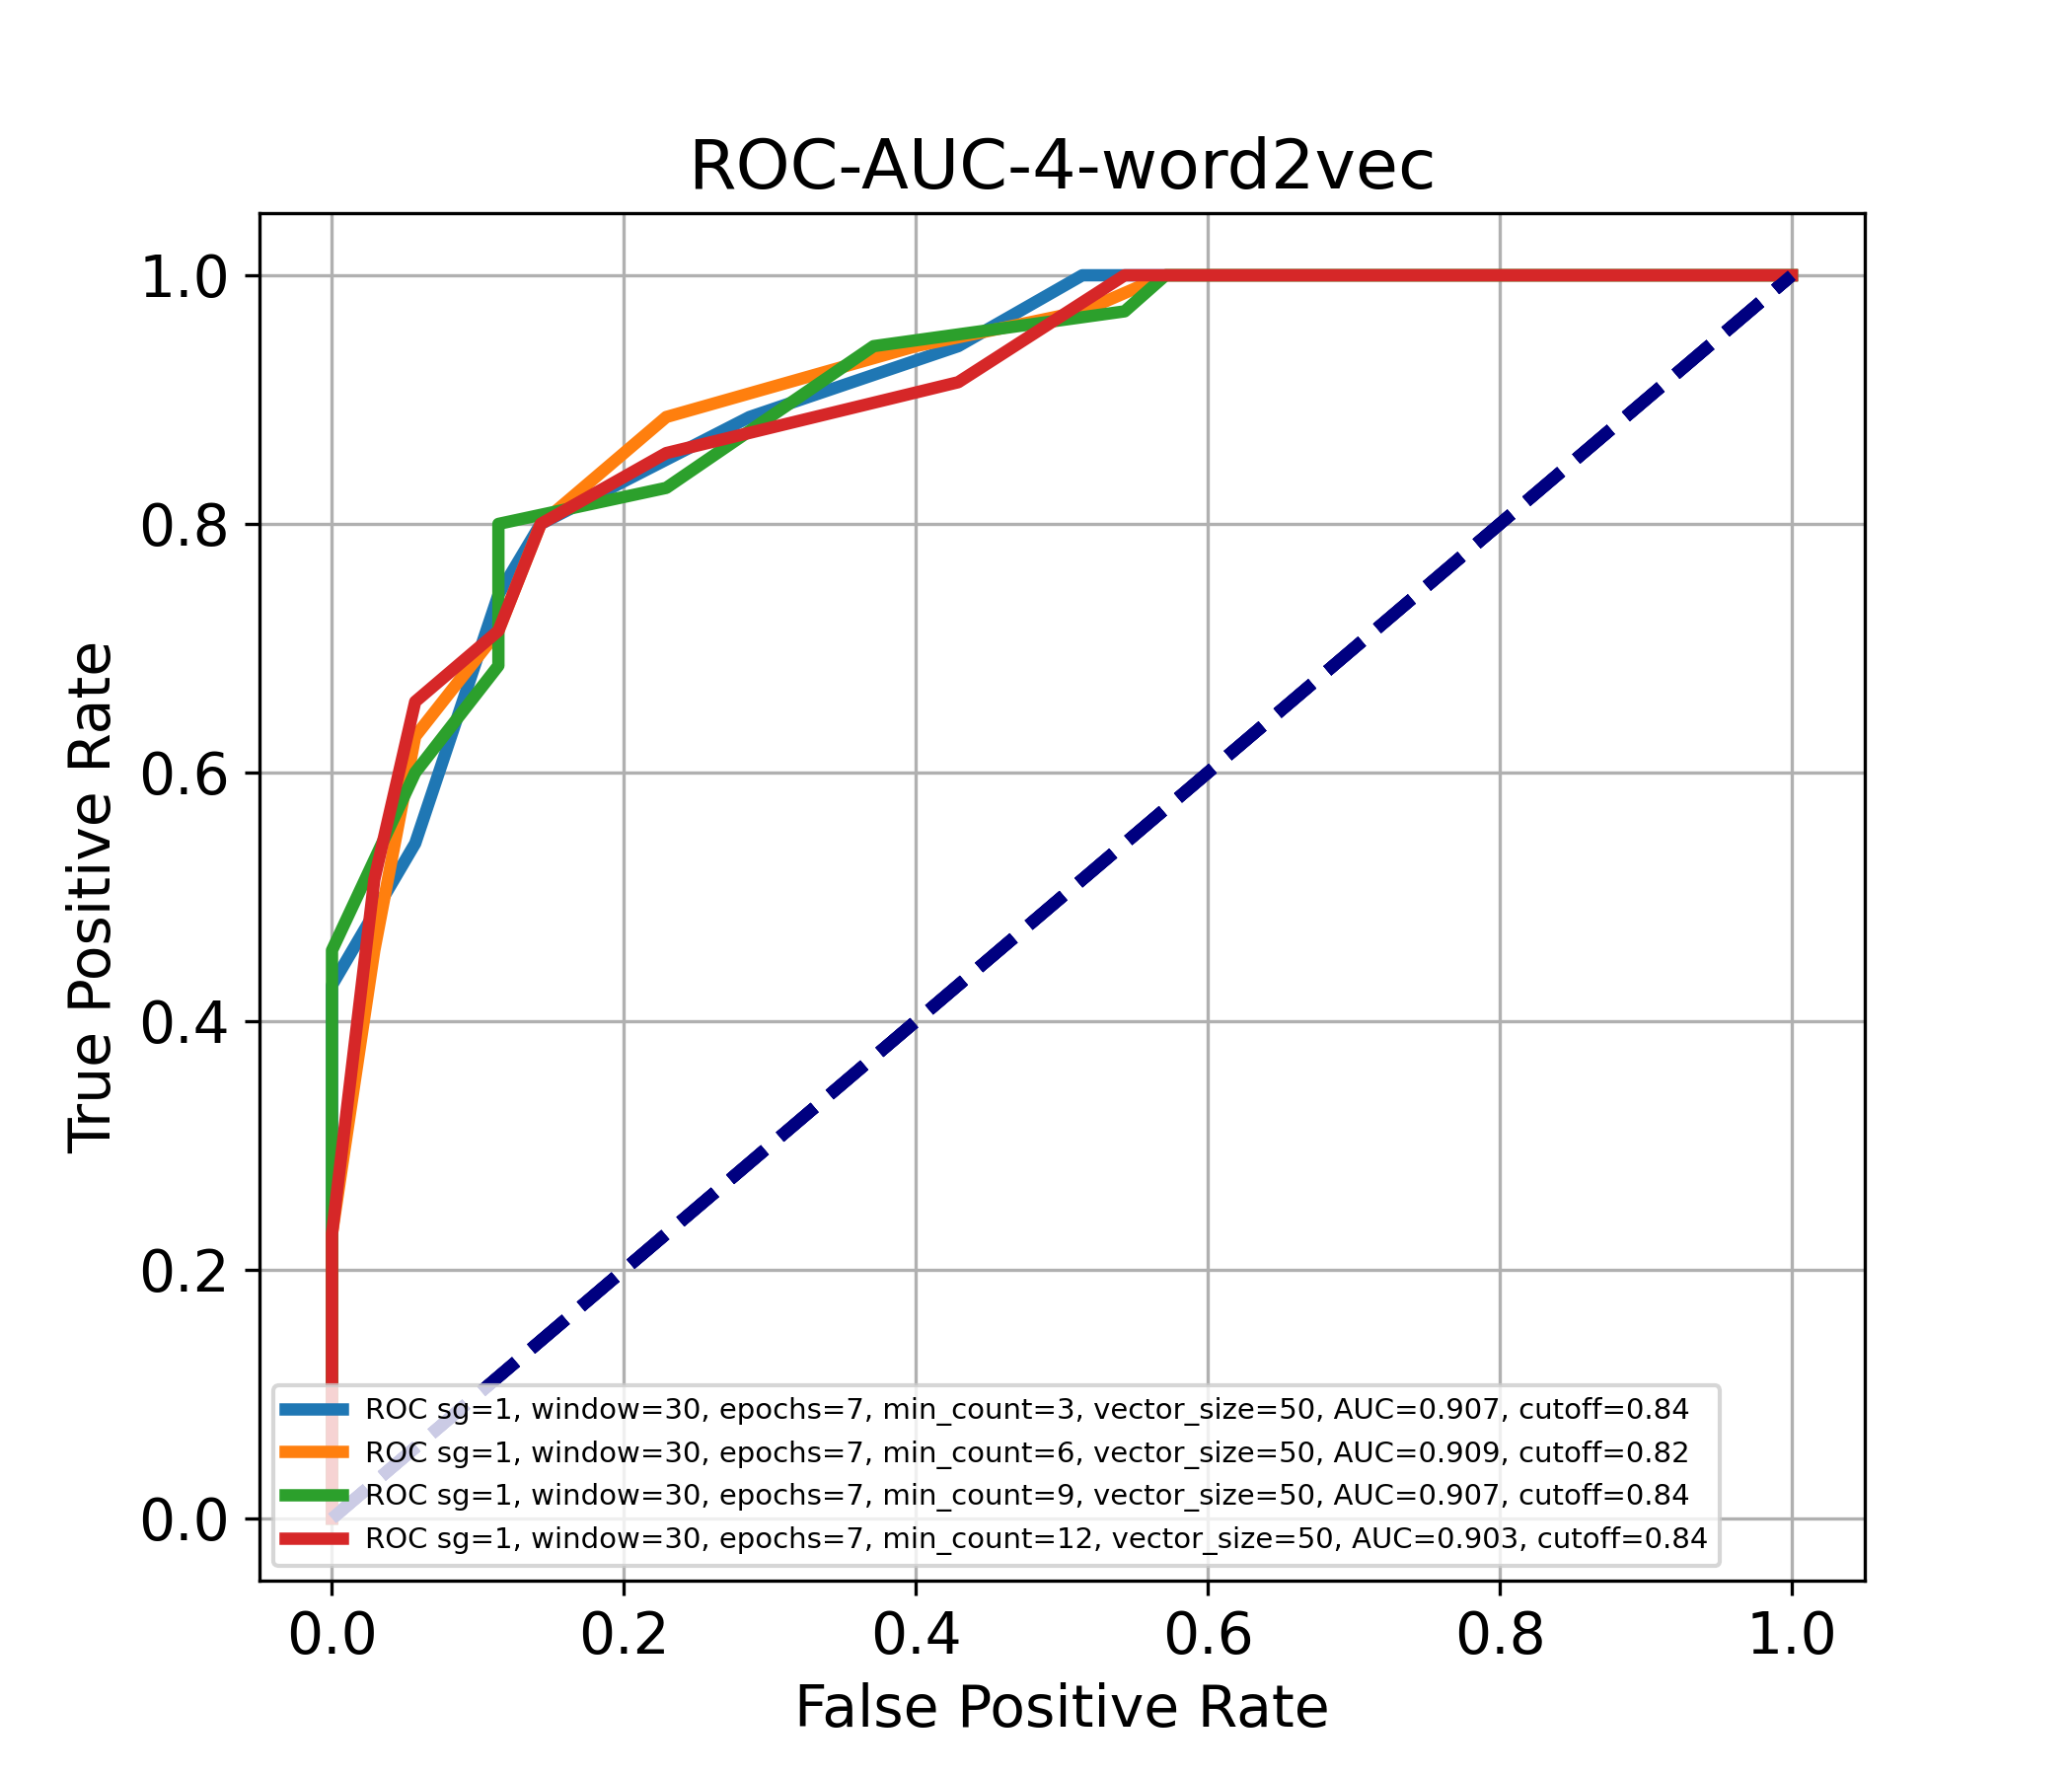 ROC-AUC-4-word2vec
1.0
0.8
0.6
0.4
0.2
0.0
True Positive Rate
ROC sg=1, window=30, epochs=7, min_count=3, vector_size=50, AUC=0.907, cutoff=0.84
ROC sg=1, window=30, epochs=7, min_count=6, vector_size=50, AUC=0.909, cutoff=0.82
ROC sg=1, window=30, epochs=7, min_count=9, vector_size=50, AUC=0.907, cutoff=0.84
ROC sg=1, window=30, epochs=7, min_count=12, vector_size=50, AUC=0.903, cutoff=0.84
0.0 0.2 0.4 0.6 0.8 1.0
False Positive Rate